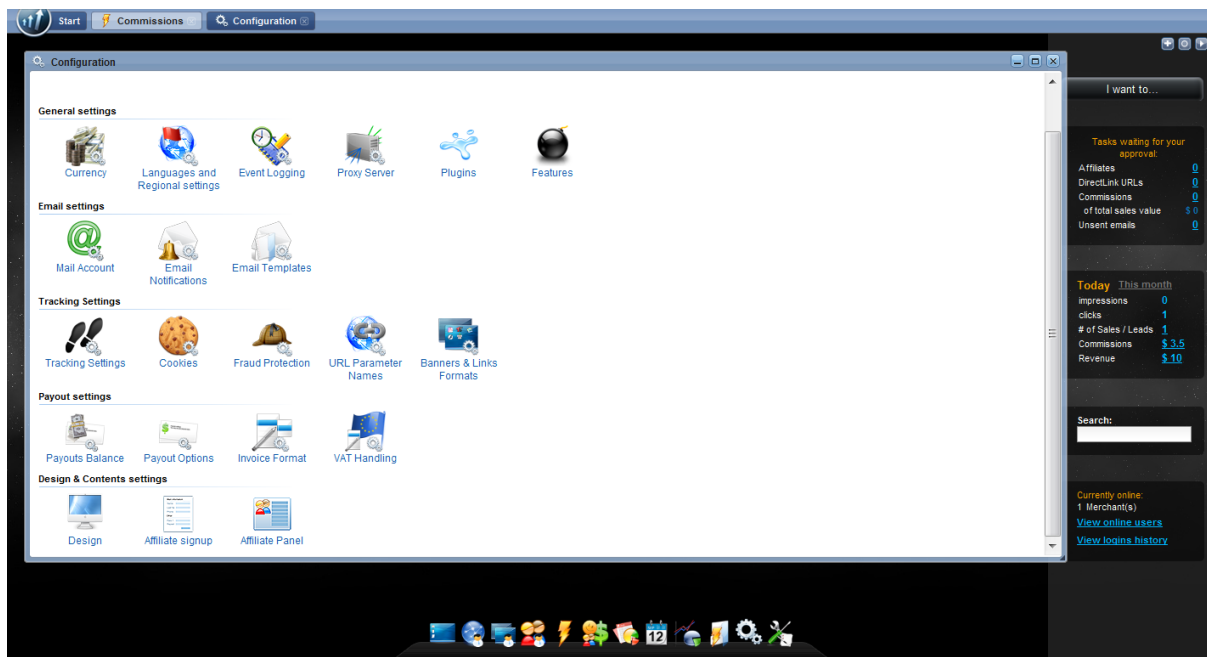 Start
Commissions
Configuration
Configuration
General settings
Currency
Languages and
Regional settings
Event Logging
Proxy Server
Plugins
Features
Email settings
Mail Account
Email
Notifications
Email Templates
Tracking Settings
Tracking Settings
Cookies
Fraud Protection
URL Parameter
Names
Banners & Links
Formats
Payout settings
Payouts Balance
Payout Options
Invoice Format
VAT Handling
Design & Contents settings
Design
Affiliate signup
Affiliate Panel
I want to...
Tasks waiting for your
approval:
Affiliates 0
DirectLink URLs 0
Commissions 0
of total sales value $ 0
Unsent emails 0
Today This month
impressions 0
clicks 1
# of Sales / Leads 1
Commissions $ 3.5
Revenue $ 10
Search:
Currently online:
1 Merchant(s)
View online users
View logins history
12